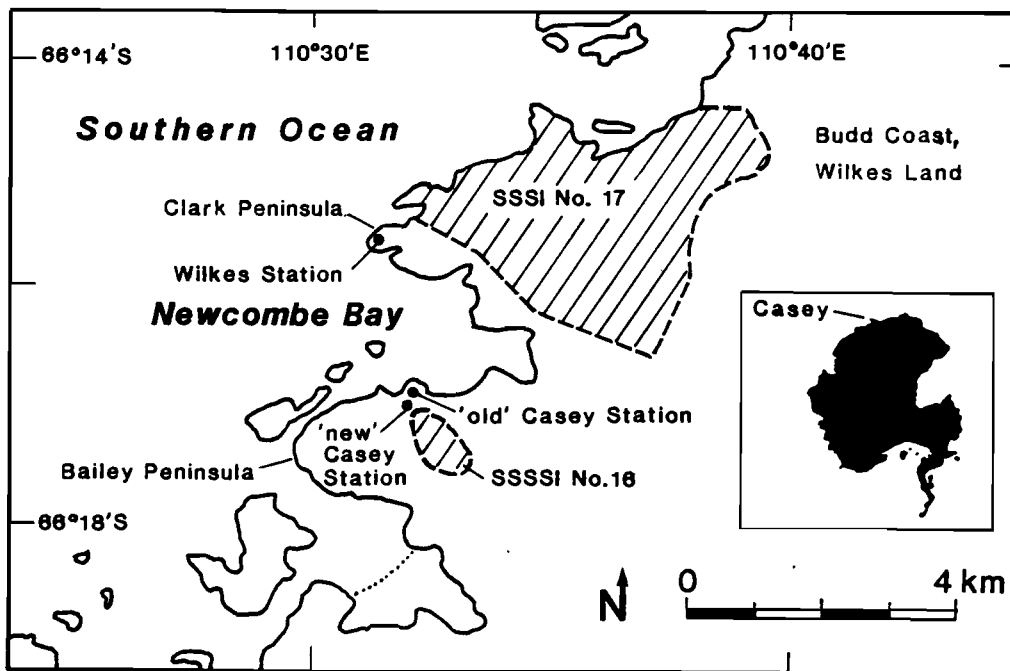 66°14'S
110°30'E
110°40'E
Southern Ocean
Budd Coast,
Wilkes Land
SSSI No. 17
Clark Peninsula
Wilkes Station
Newcombe Bay
Casey
'old' Casey Station
'new'
Casey
Station
Bailey Peninsula
SSSSI No.16
66°18'S
N
0
4 km